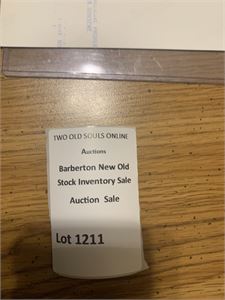 TWO OLD SOULS ONLINE
Auctions
Barberton New Old
Stock Inventory Sale
Auction Sale
Lot 1211